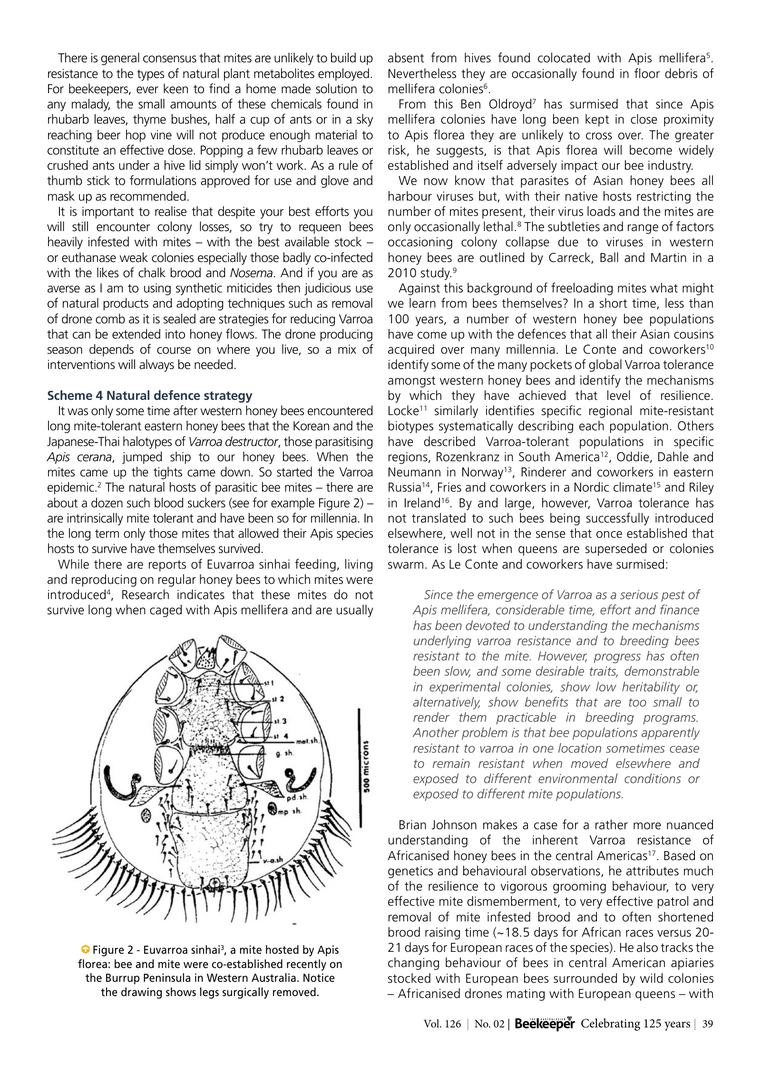 There is general consensus that mites are unlikely to build up
resistance to the types of natural plant metabolites employed.
For beekeepers, ever keen to find a home made solution to
any malady, the small amounts of these chemicals found in
rhubarb leaves, thyme bushes, half a cup of ants or in a sky
reaching beer hop vine will not produce enough material to
constitute an effective dose. Popping a few rhubarb leaves or
crushed ants under a hive lid simply won't work. As a rule of
thumb stick to formulations approved for use and glove and
mask up as recommended.
It is important to realise that despite your best efforts you
will still encounter colony losses, so try to requeen bees
heavily infested with mites – with the best available stock –
or euthanase weak colonies especially those badly co-infected
with the likes of chalk brood and Nosema. And if you are as
averse as I am to using synthetic miticides then judicious use
of natural products and adopting techniques such as removal
of drone comb as it is sealed are strategies for reducing Varroa
that can be extended into honey flows. The drone producing
season depends of course on where you live, so a mix of
interventions will always be needed.
Scheme 4 Natural defence strategy
It was only some time after western honey bees encountered
long mite-tolerant eastern honey bees that the Korean and the
Japanese-Thai halotypes of Varroa destructor, those parasitising
Apis cerana, jumped ship to our honey bees. When the
mites came up the tights came down. So started the Varroa
epidemic.² The natural hosts of parasitic bee mites – there are
about a dozen such blood suckers (see for example Figure 2) –
are intrinsically mite tolerant and have been so for millennia. In
the long term only those mites that allowed their Apis species
hosts to survive have themselves survived.
While there are reports of Euvarroa sinhai feeding, living
and reproducing on regular honey bees to which mites were
introduced⁴, Research indicates that these mites do not
survive long when caged with Apis mellifera and are usually
st 1
st 2
st. 3
st 4
met.sh.
g. sh
pd. sh.
mp sh.
v-a.sh
500 microns
Figure 2 - Euvarroa sinhai³, a mite hosted by Apis
florea: bee and mite were co-established recently on
the Burrup Peninsula in Western Australia. Notice
the drawing shows legs surgically removed.
absent from hives found colocated with Apis mellifera⁵.
Nevertheless they are occasionally found in floor debris of
mellifera colonies⁶.
From this Ben Oldroyd⁷ has surmised that since Apis
mellifera colonies have long been kept in close proximity
to Apis florea they are unlikely to cross over. The greater
risk, he suggests, is that Apis florea will become widely
established and itself adversely impact our bee industry.
We now know that parasites of Asian honey bees all
harbour viruses but, with their native hosts restricting the
number of mites present, their virus loads and the mites are
only occasionally lethal.⁸ The subtleties and range of factors
occasioning colony collapse due to viruses in western
honey bees are outlined by Carreck, Ball and Martin in a
2010 study.⁹
Against this background of freeloading mites what might
we learn from bees themselves? In a short time, less than
100 years, a number of western honey bee populations
have come up with the defences that all their Asian cousins
acquired over many millennia. Le Conte and coworkers¹⁰
identify some of the many pockets of global Varroa tolerance
amongst western honey bees and identify the mechanisms
by which they have achieved that level of resilience.
Locke¹¹ similarly identifies specific regional mite-resistant
biotypes systematically describing each population. Others
have described Varroa-tolerant populations in specific
regions, Rozenkranz in South America¹², Oddie, Dahle and
Neumann in Norway¹³, Rinderer and coworkers in eastern
Russia¹⁴, Fries and coworkers in a Nordic climate¹⁵ and Riley
in Ireland¹⁶. By and large, however, Varroa tolerance has
not translated to such bees being successfully introduced
elsewhere, well not in the sense that once established that
tolerance is lost when queens are superseded or colonies
swarm. As Le Conte and coworkers have surmised:
Since the emergence of Varroa as a serious pest of
Apis mellifera, considerable time, effort and finance
has been devoted to understanding the mechanisms
underlying varroa resistance and to breeding bees
resistant to the mite. However, progress has often
been slow, and some desirable traits, demonstrable
in experimental colonies, show low heritability or,
alternatively, show benefits that are too small to
render them practicable in breeding programs.
Another problem is that bee populations apparently
resistant to varroa in one location sometimes cease
to remain resistant when moved elsewhere and
exposed to different environmental conditions or
exposed to different mite populations.
Brian Johnson makes a case for a rather more nuanced
understanding of the inherent Varroa resistance of
Africanised honey bees in the central Americas¹⁷. Based on
genetics and behavioural observations, he attributes much
of the resilience to vigorous grooming behaviour, to very
effective mite dismemberment, to very effective patrol and
removal of mite infested brood and to often shortened
brood raising time (~18.5 days for African races versus 20-
21 days for European races of the species). He also tracks the
changing behaviour of bees in central American apiaries
stocked with European bees surrounded by wild colonies
– Africanised drones mating with European queens – with
Vol. 126 | No. 02 | Beekeeper Celebrating 125 years | 39